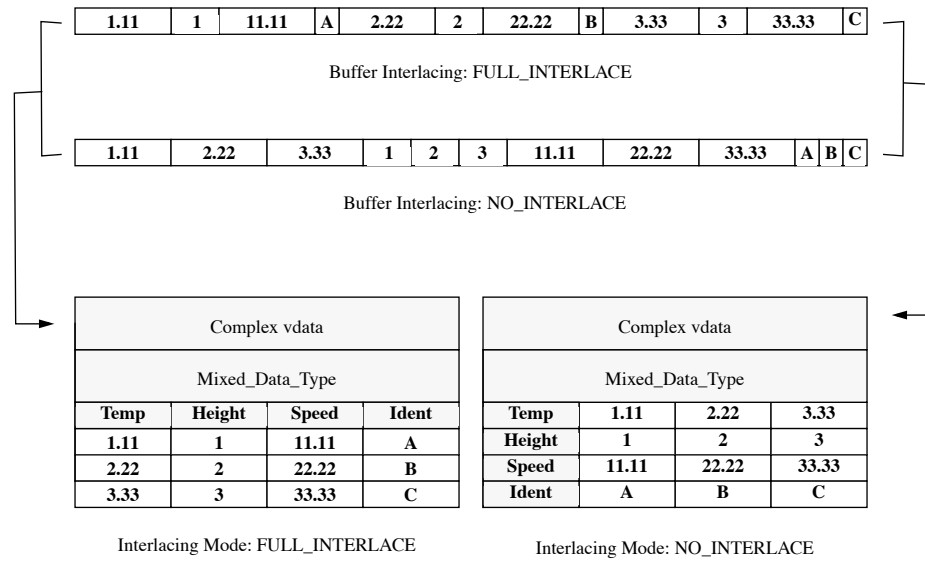 1.11 1 11.11 A 2.22 2 22.22 B 3.33 3 33.33 C
Buffer Interlacing: FULL_INTERLACE
1.11 2.22 3.33 1 2 3 11.11 22.22 33.33 A B C
Buffer Interlacing: NO_INTERLACE
Complex vdata
Mixed_Data_Type
Temp Height Speed Ident
1.11 1 11.11 A
2.22 2 22.22 B
3.33 3 33.33 C
Interlacing Mode: FULL_INTERLACE
Complex vdata
Mixed_Data_Type
Temp 1.11 2.22 3.33
Height 1 2 3
Speed 11.11 22.22 33.33
Ident A B C
Interlacing Mode: NO_INTERLACE